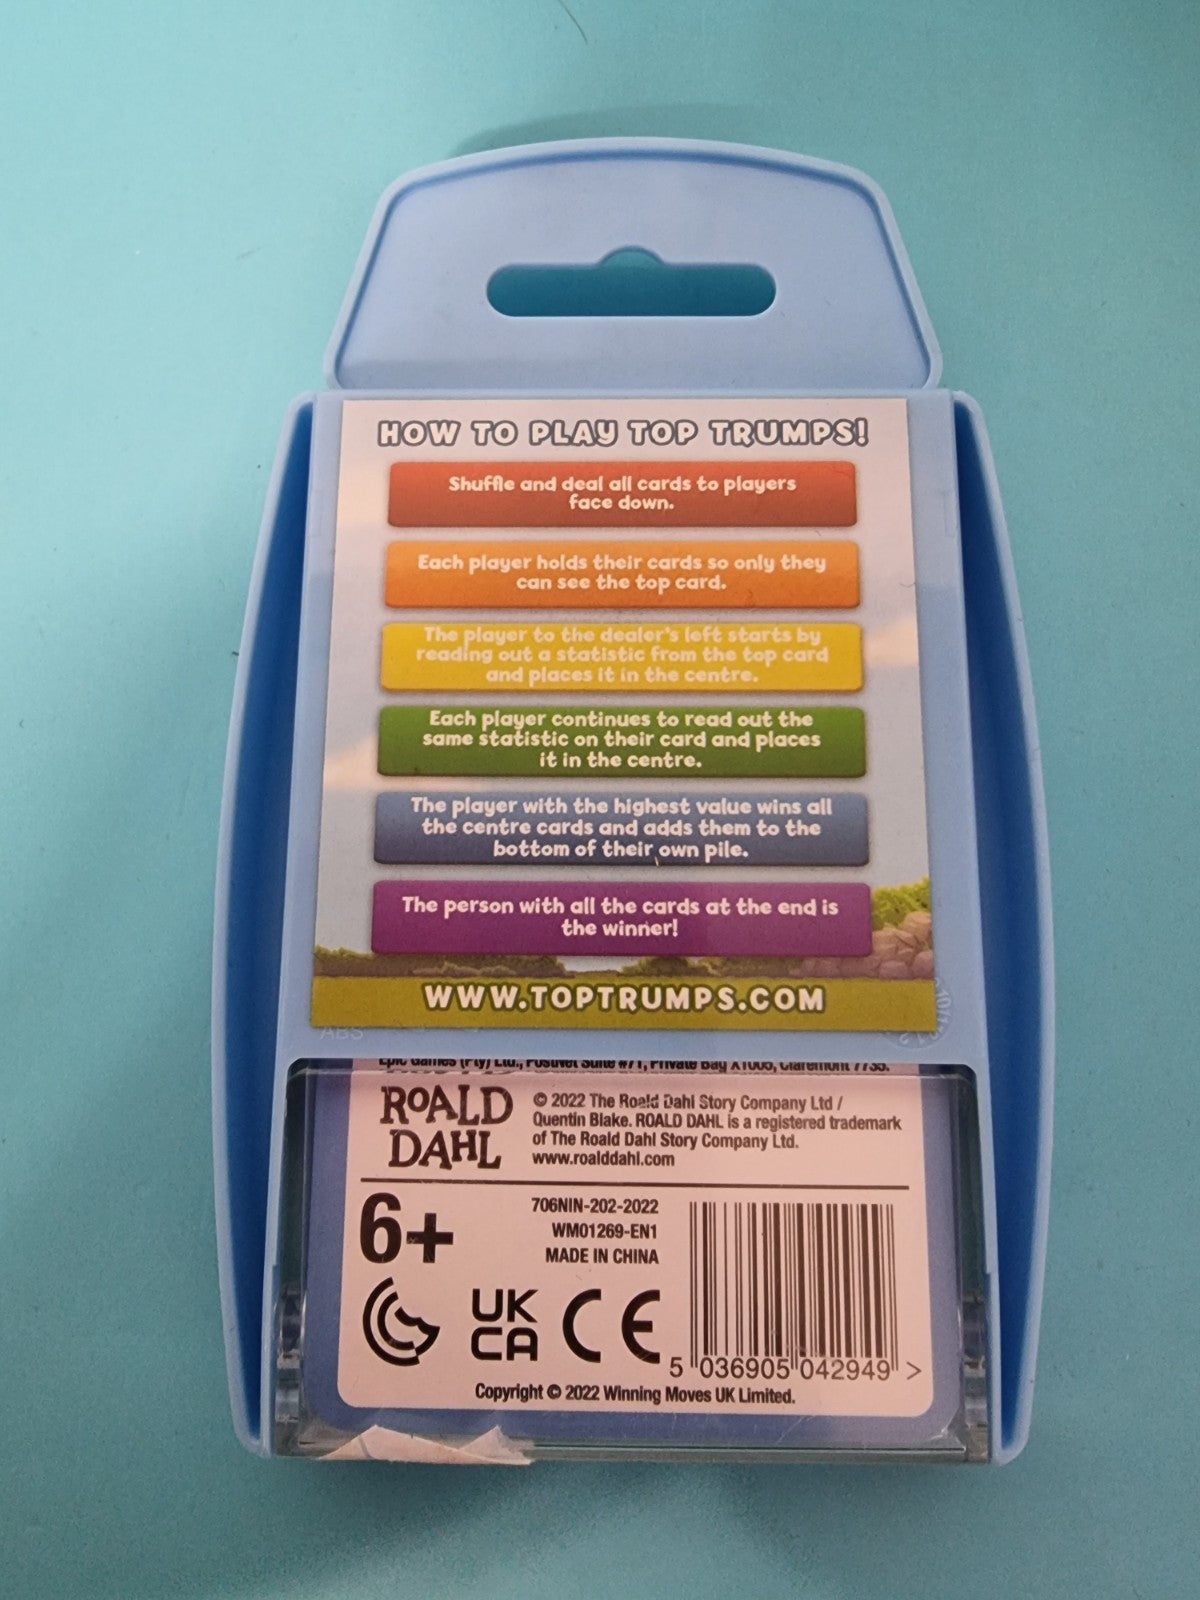 HOW TO PLAY TOP TRUMPS!
Shuffle and deal all cards to players
face down.
Each player holds their cards so only they
can see the top card.
The player to the dealer's left starts by
reading out a statistic from the top card
and places it in the centre.
Each player continues to read out the
same statistic on their card and places
it in the centre.
The player with the highest value wins all
the centre cards and adds them to the
bottom of their own pile.
The person with all the cards at the end is
the winner!
WWW.TOPTRUMPS.COM
ABS
Epic Games (Pty) Ltd., Postnet Suite #71, Private Bay X1005, Claremont 7735.
ROALD
DAHL
© 2022 The Roald Dahl Story Company Ltd /
Quentin Blake. ROALD DAHL is a registered trademark
of The Roald Dahl Story Company Ltd.
www.roalddahl.com
6+
706NIN-202-2022
WM01269-EN1
MADE IN CHINA
UK
CA
CE
5 036905 042949 >
Copyright © 2022 Winning Moves UK Limited.